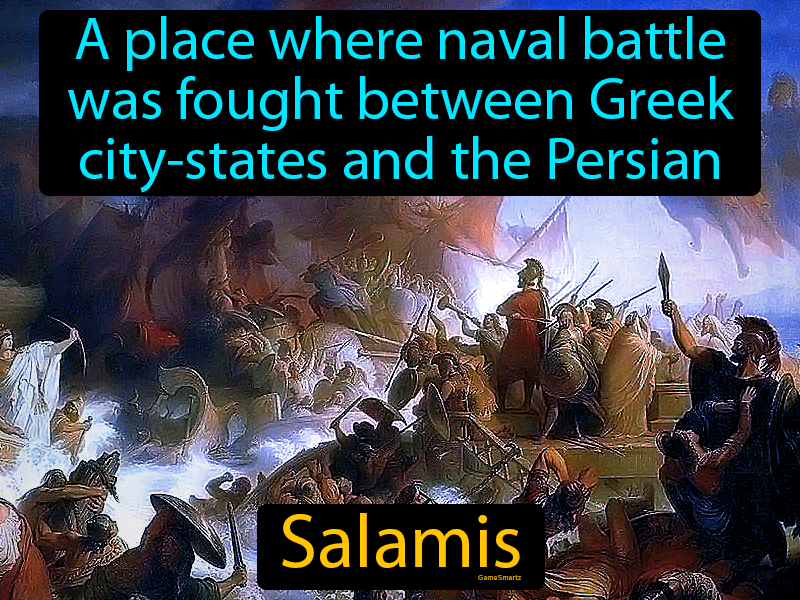 A place where naval battle
was fought between Greek
city-states and the Persian
Salamis
GameSmartz